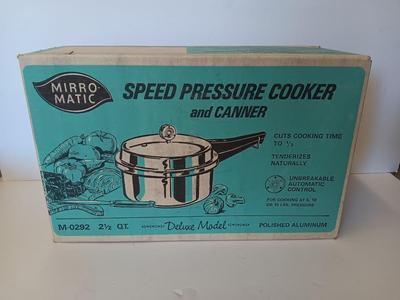 MIRRO-
MATIC
SPEED PRESSURE COOKER
and CANNER
CUTS COOKING TIME
TO ⅓
TENDERIZES
NATURALLY
UNBREAKABLE
AUTOMATIC
CONTROL
FOR COOKING AT 5, 10
OR 15 LBS. PRESSURE
M-0292 2½ QT. Deluxe Model POLISHED ALUMINUM